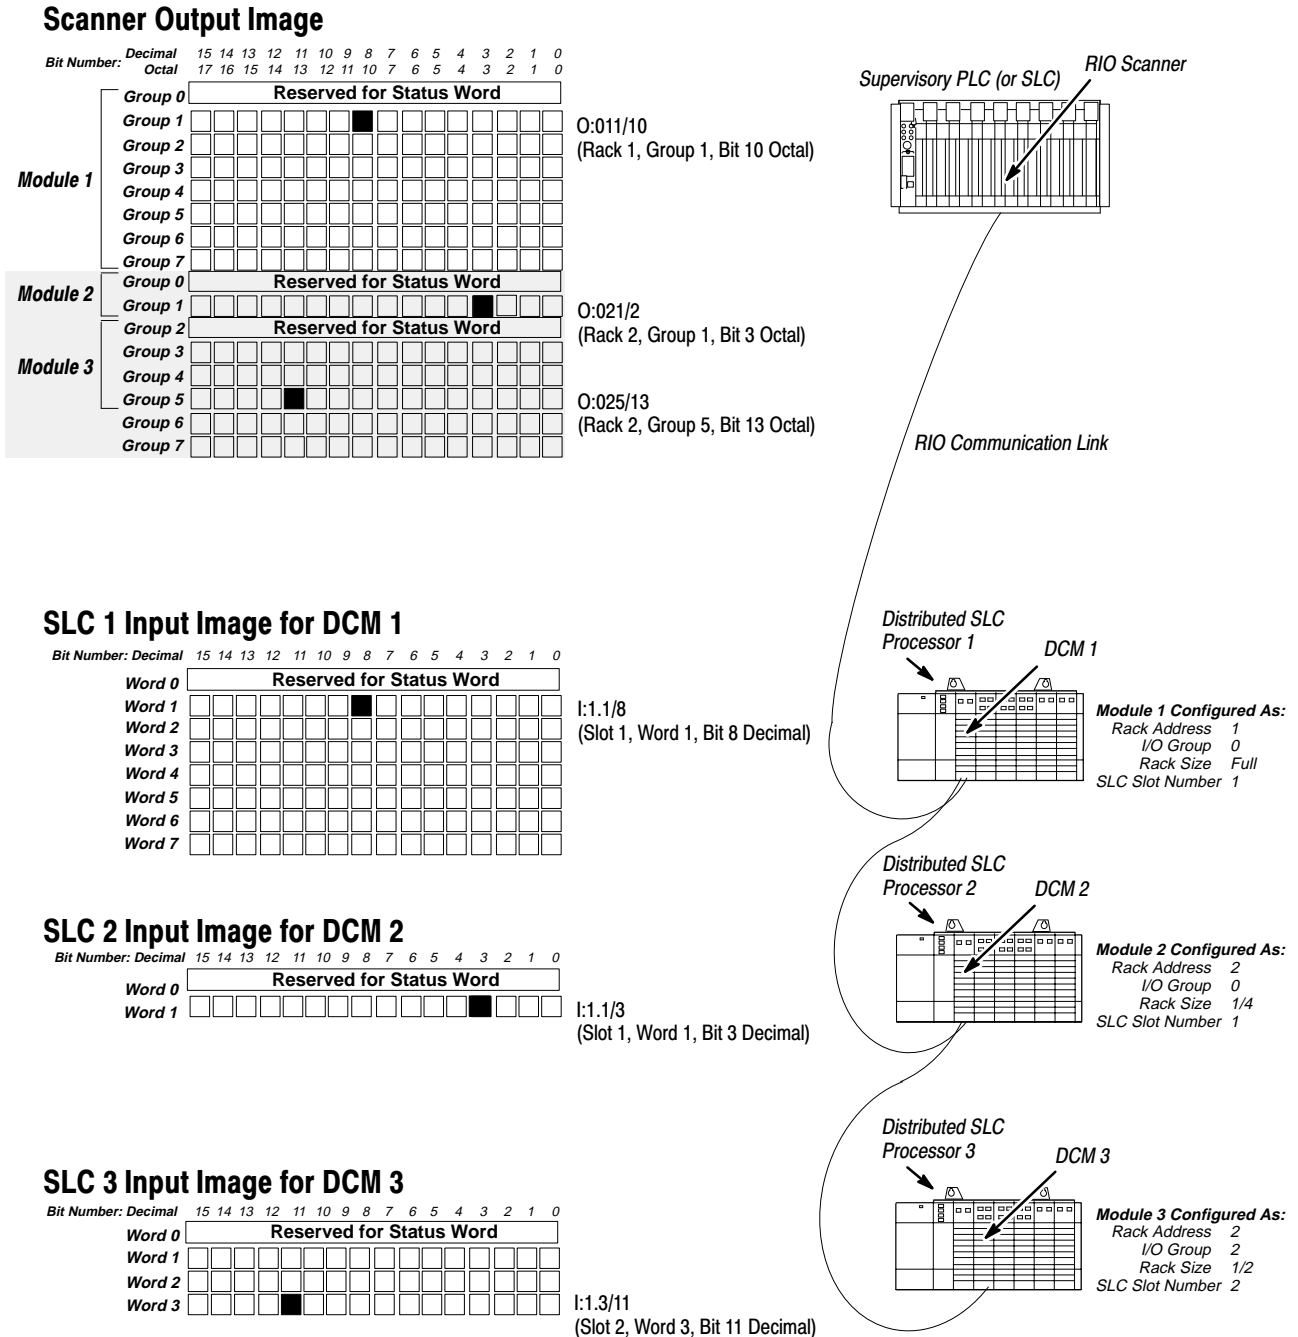 Scanner Output Image
Bit Number: Decimal 15 14 13 12 11 10 9 8 7 6 5 4 3 2 1 0
Octal 17 16 15 14 13 12 11 10 7 6 5 4 3 2 1 0
Module 1
Group 0 Reserved for Status Word
Group 1
O:011/10
(Rack 1, Group 1, Bit 10 Octal)
Group 2
Group 3
Group 4
Group 5
Group 6
Group 7
Module 2
Group 0 Reserved for Status Word
Group 1
O:021/2
(Rack 2, Group 1, Bit 3 Octal)
Module 3
Group 2 Reserved for Status Word
Group 3
Group 4
Group 5
O:025/13
(Rack 2, Group 5, Bit 13 Octal)
Group 6
Group 7
Supervisory PLC (or SLC)
RIO Scanner
RIO Communication Link
SLC 1 Input Image for DCM 1
Bit Number: Decimal 15 14 13 12 11 10 9 8 7 6 5 4 3 2 1 0
Word 0 Reserved for Status Word
Word 1
I:1.1/8
(Slot 1, Word 1, Bit 8 Decimal)
Word 2
Word 3
Word 4
Word 5
Word 6
Word 7
Distributed SLC
Processor 1
DCM 1
Module 1 Configured As:
Rack Address 1
I/O Group 0
Rack Size Full
SLC Slot Number 1
SLC 2 Input Image for DCM 2
Bit Number: Decimal 15 14 13 12 11 10 9 8 7 6 5 4 3 2 1 0
Word 0 Reserved for Status Word
Word 1
I:1.1/3
(Slot 1, Word 1, Bit 3 Decimal)
Distributed SLC
Processor 2
DCM 2
Module 2 Configured As:
Rack Address 2
I/O Group 0
Rack Size 1/4
SLC Slot Number 1
SLC 3 Input Image for DCM 3
Bit Number: Decimal 15 14 13 12 11 10 9 8 7 6 5 4 3 2 1 0
Word 0 Reserved for Status Word
Word 1
Word 2
Word 3
I:1.3/11
(Slot 2, Word 3, Bit 11 Decimal)
Distributed SLC
Processor 3
DCM 3
Module 3 Configured As:
Rack Address 2
I/O Group 2
Rack Size 1/2
SLC Slot Number 2